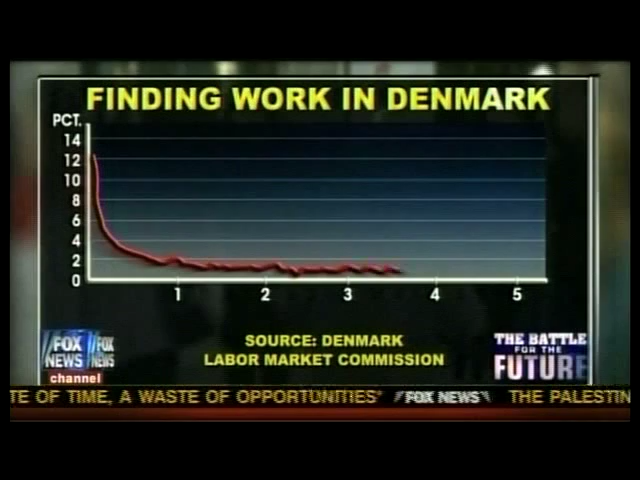 FINDING WORK IN DENMARK
PCT.
14
12
10
8
6
4
2
0
1 2 3 4 5
SOURCE: DENMARK
LABOR MARKET COMMISSION
FOX NEWS channel
FOX NEWS
THE BATTLE
FOR THE
FUTURE
TE OF TIME, A WASTE OF OPPORTUNITIES" FOX NEWS THE PALESTIN